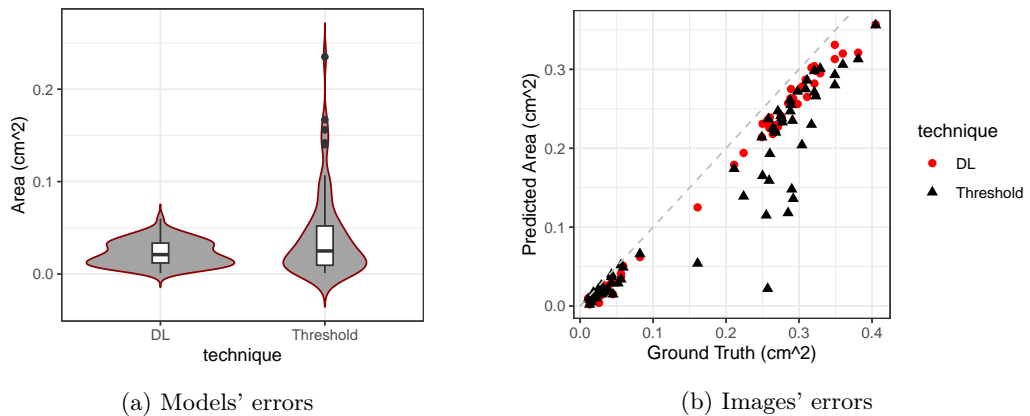 Area (cm^2)
0.2
0.1
0.0
DL
Threshold
technique
(a) Models' errors
Predicted Area (cm^2)
0.3
0.2
0.1
0.0
0.0
0.1
0.2
0.3
0.4
Ground Truth (cm^2)
technique
DL
Threshold
(b) Images' errors